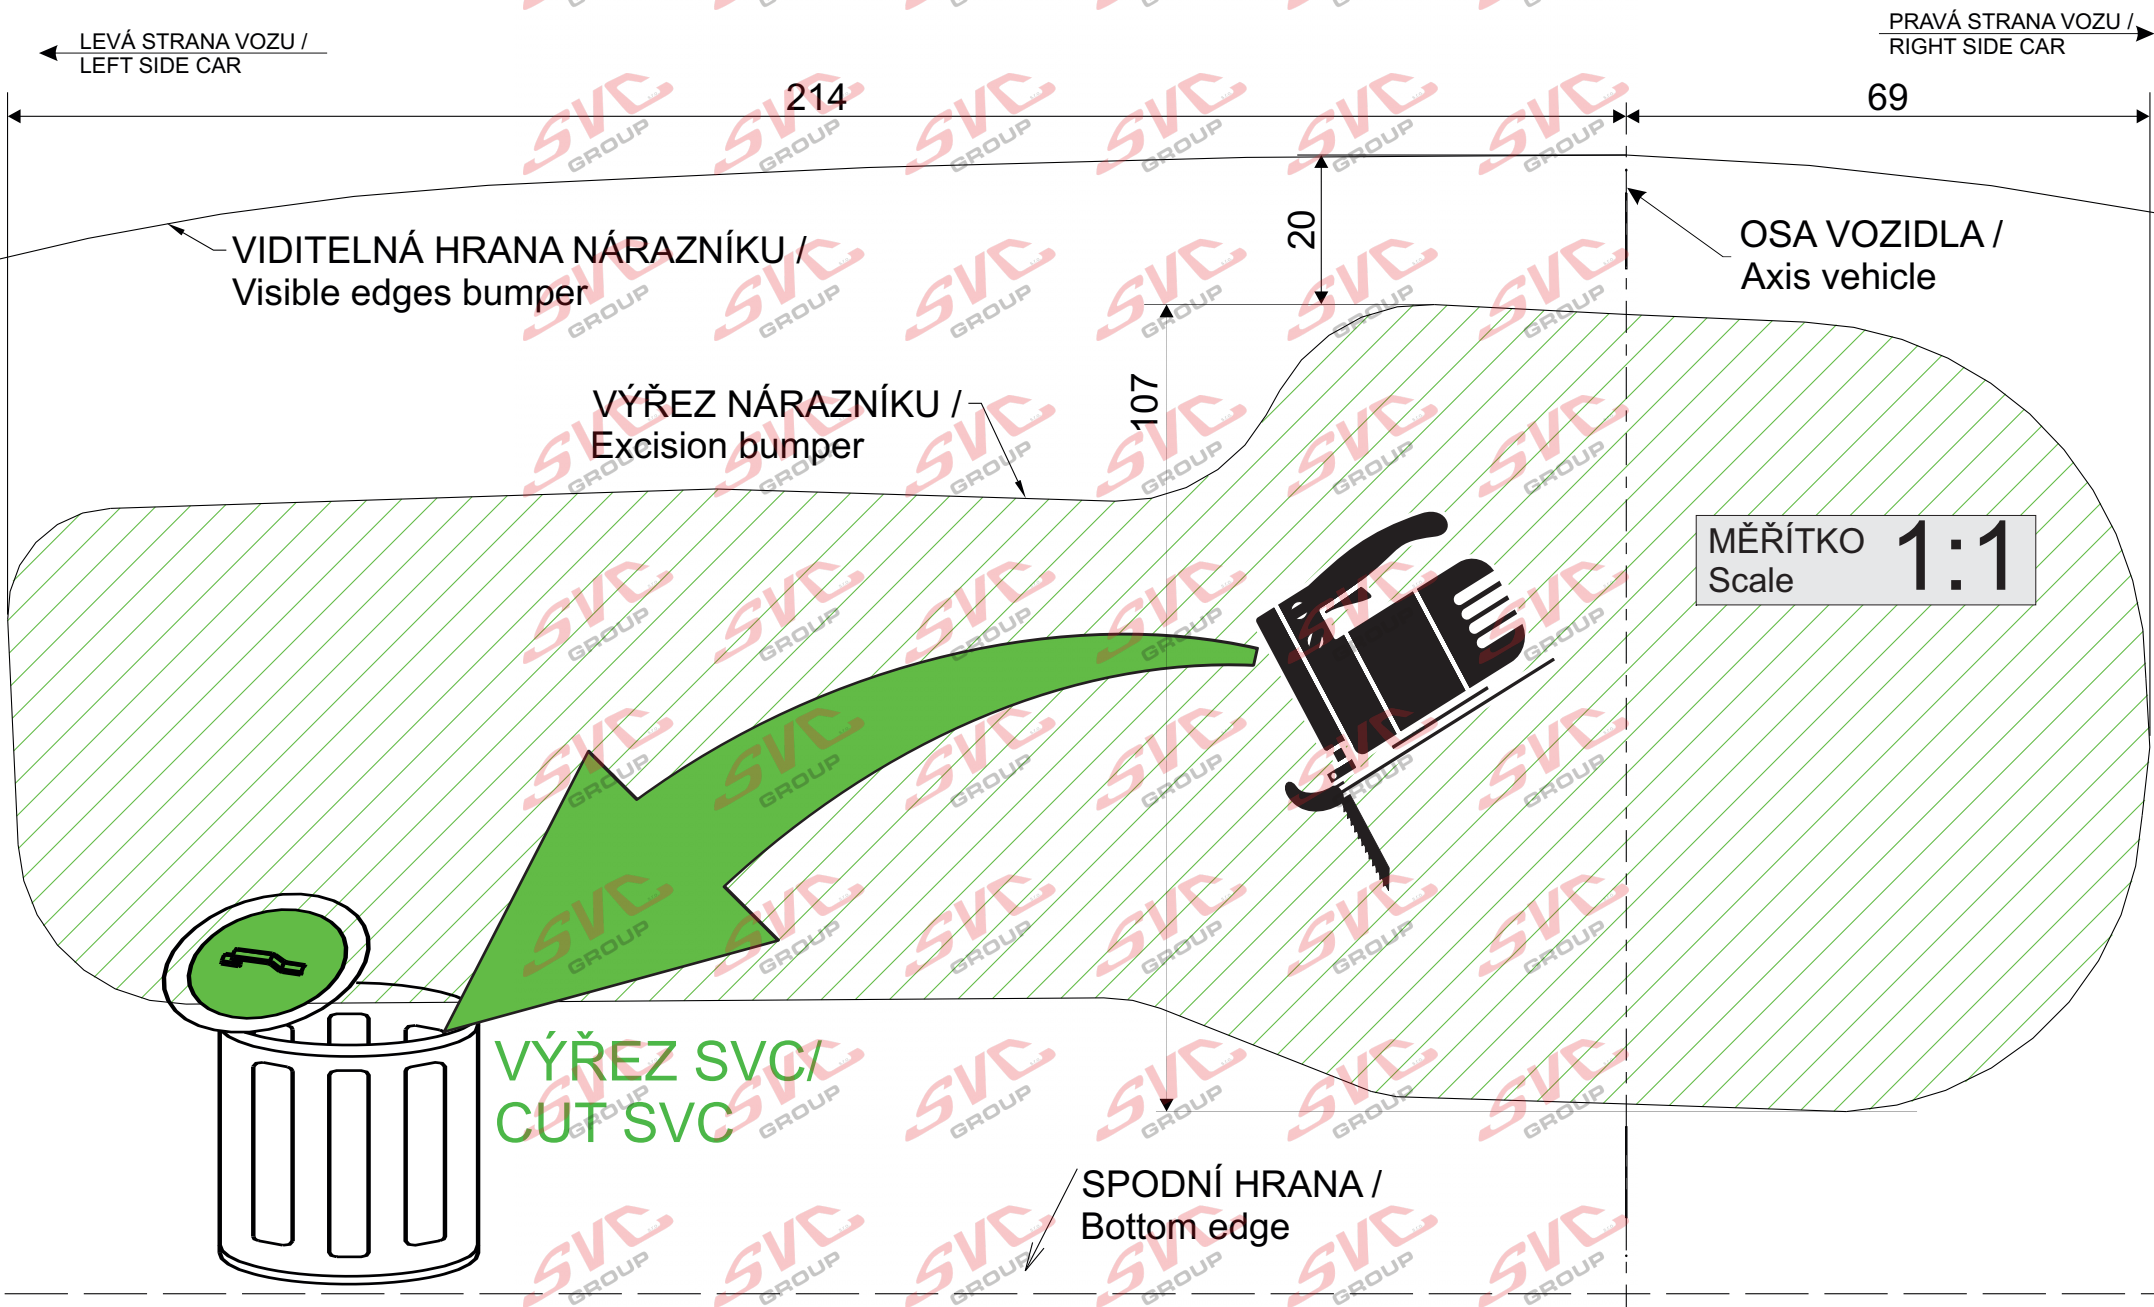 LEVÁ STRANA VOZU /
LEFT SIDE CAR
PRAVÁ STRANA VOZU /
RIGHT SIDE CAR
214
69
20
VIDITELNÁ HRANA NÁRAZNÍKU /
Visible edges bumper
OSA VOZIDLA /
Axis vehicle
107
VÝŘEZ NÁRAZNÍKU /
Excision bumper
MĚŘÍTKO 1:1
Scale
VÝŘEZ SVC/
CUT SVC
SPODNÍ HRANA /
Bottom edge
SVC
GROUP